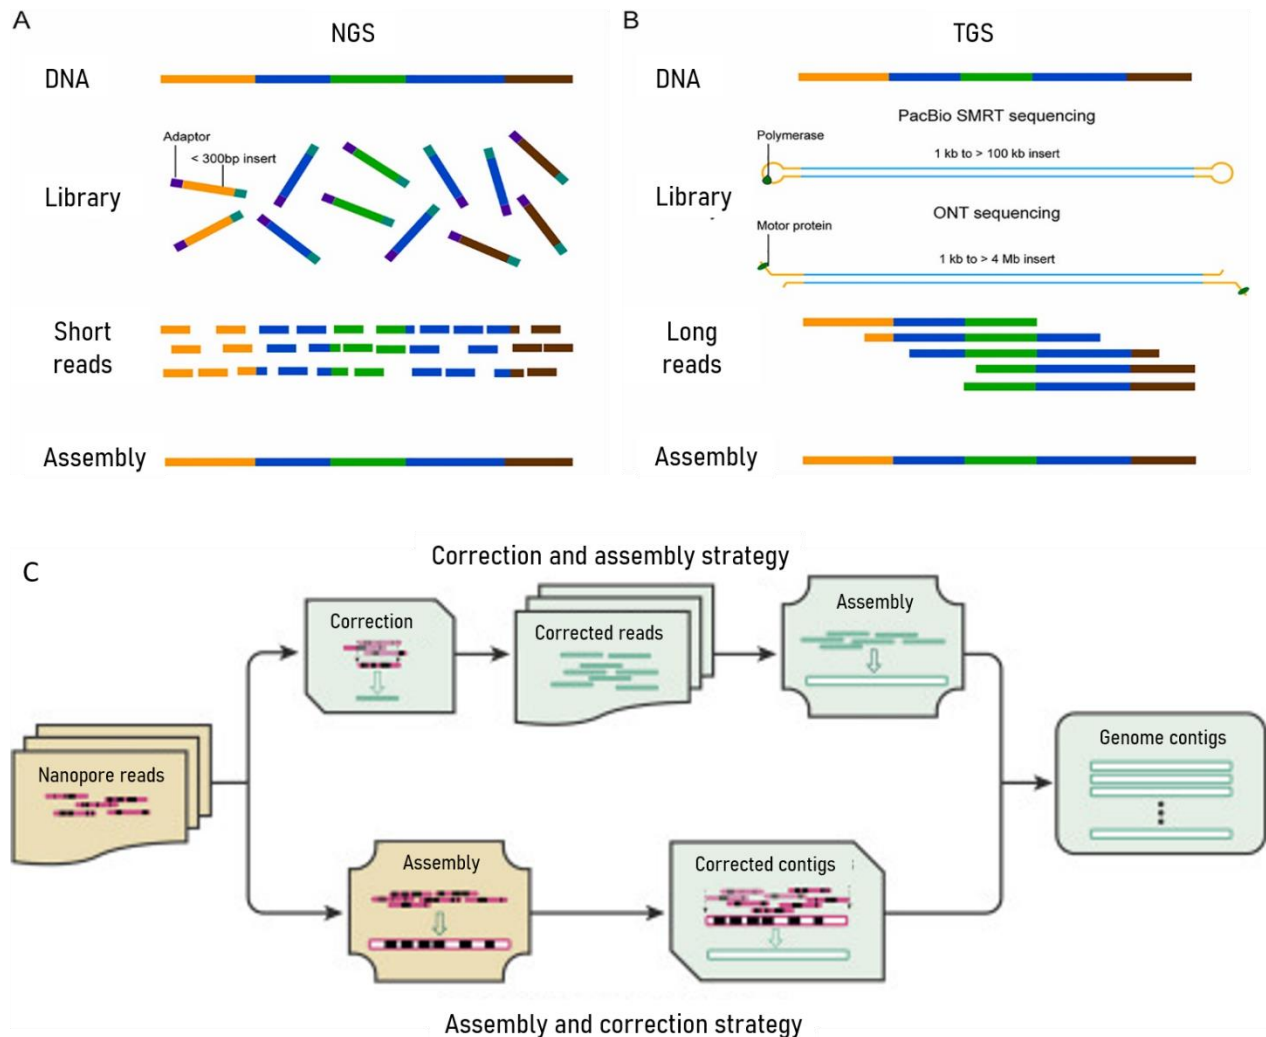 A
NGS
DNA
Adaptor
< 300bp insert
Library
Short
reads
Assembly
B
TGS
DNA
PacBio SMRT sequencing
Polymerase
1 kb to > 100 kb insert
Library
ONT sequencing
Motor protein
1 kb to > 4 Mb insert
Long
reads
Assembly
C
Correction and assembly strategy
Correction
Corrected reads
Assembly
Nanopore reads
Genome contigs
Assembly
Corrected contigs
Assembly and correction strategy